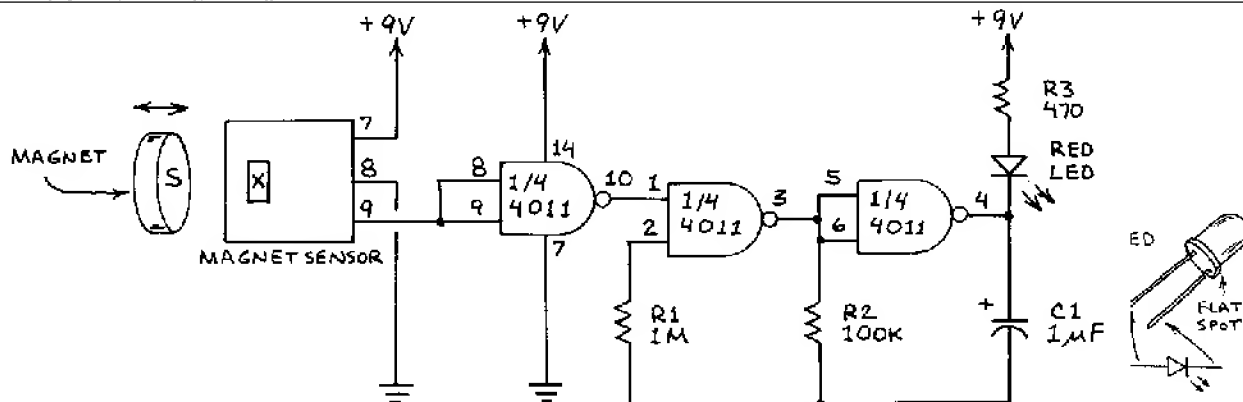 +9V
+9V
+9V
R3
470
RED
LED
MAGNET
S
X
MAGNET SENSOR
7
8
9
8
9
14
1/4
4011
10
7
1
2
1/4
4011
3
5
6
1/4
4011
4
R1
1M
R2
100K
+
C1
1µF
ED
FLAT
SPOT